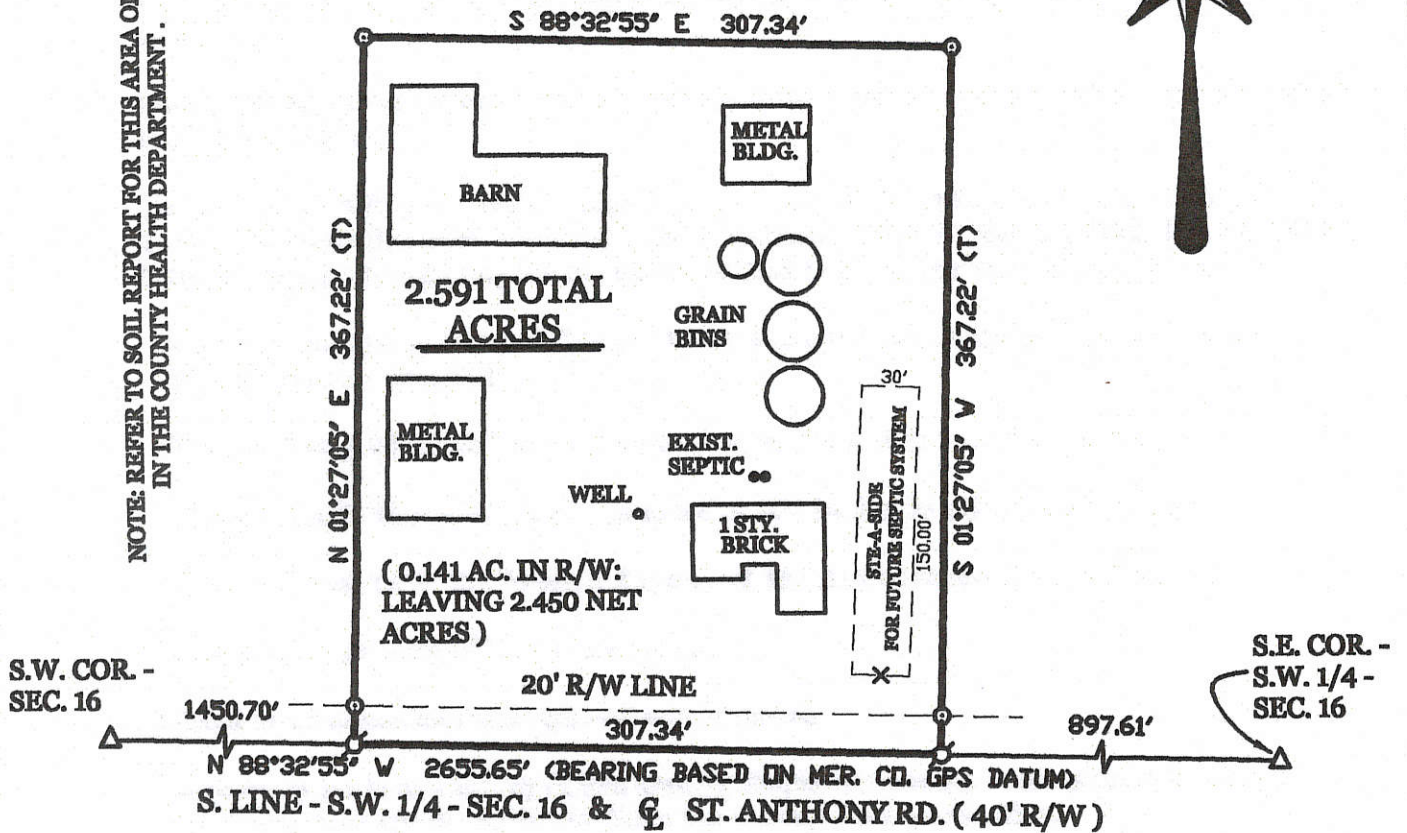 S 88°32'55" E 307.34'
NOTE: REFER TO SOIL REPORT FOR THIS AREA
IN THE COUNTY HEALTH DEPARTMENT.
METAL
BLDG.
BARN
N 01°27'05" E 367.22' (T)
2.591 TOTAL
ACRES
GRAIN
BINS
S 01°27'05" W 367.22' (T)
30'
METAL
BLDG.
EXIST.
SEPTIC
WELL
1 STY.
BRICK
STE-A-SIDE
FOR FUTURE SEPTIC SYSTEM
150.00'
( 0.141 AC. IN R/W:
LEAVING 2.450 NET
ACRES )
S.W. COR. -
SEC. 16
S.E. COR. -
S.W. 1/4 -
SEC. 16
20' R/W LINE
1450.70'
307.34'
897.61'
N 88°32'55" W 2655.65' (BEARING BASED ON MER. CO. GPS DATUM)
S. LINE - S.W. 1/4 - SEC. 16 & ℄ ST. ANTHONY RD. ( 40' R/W )